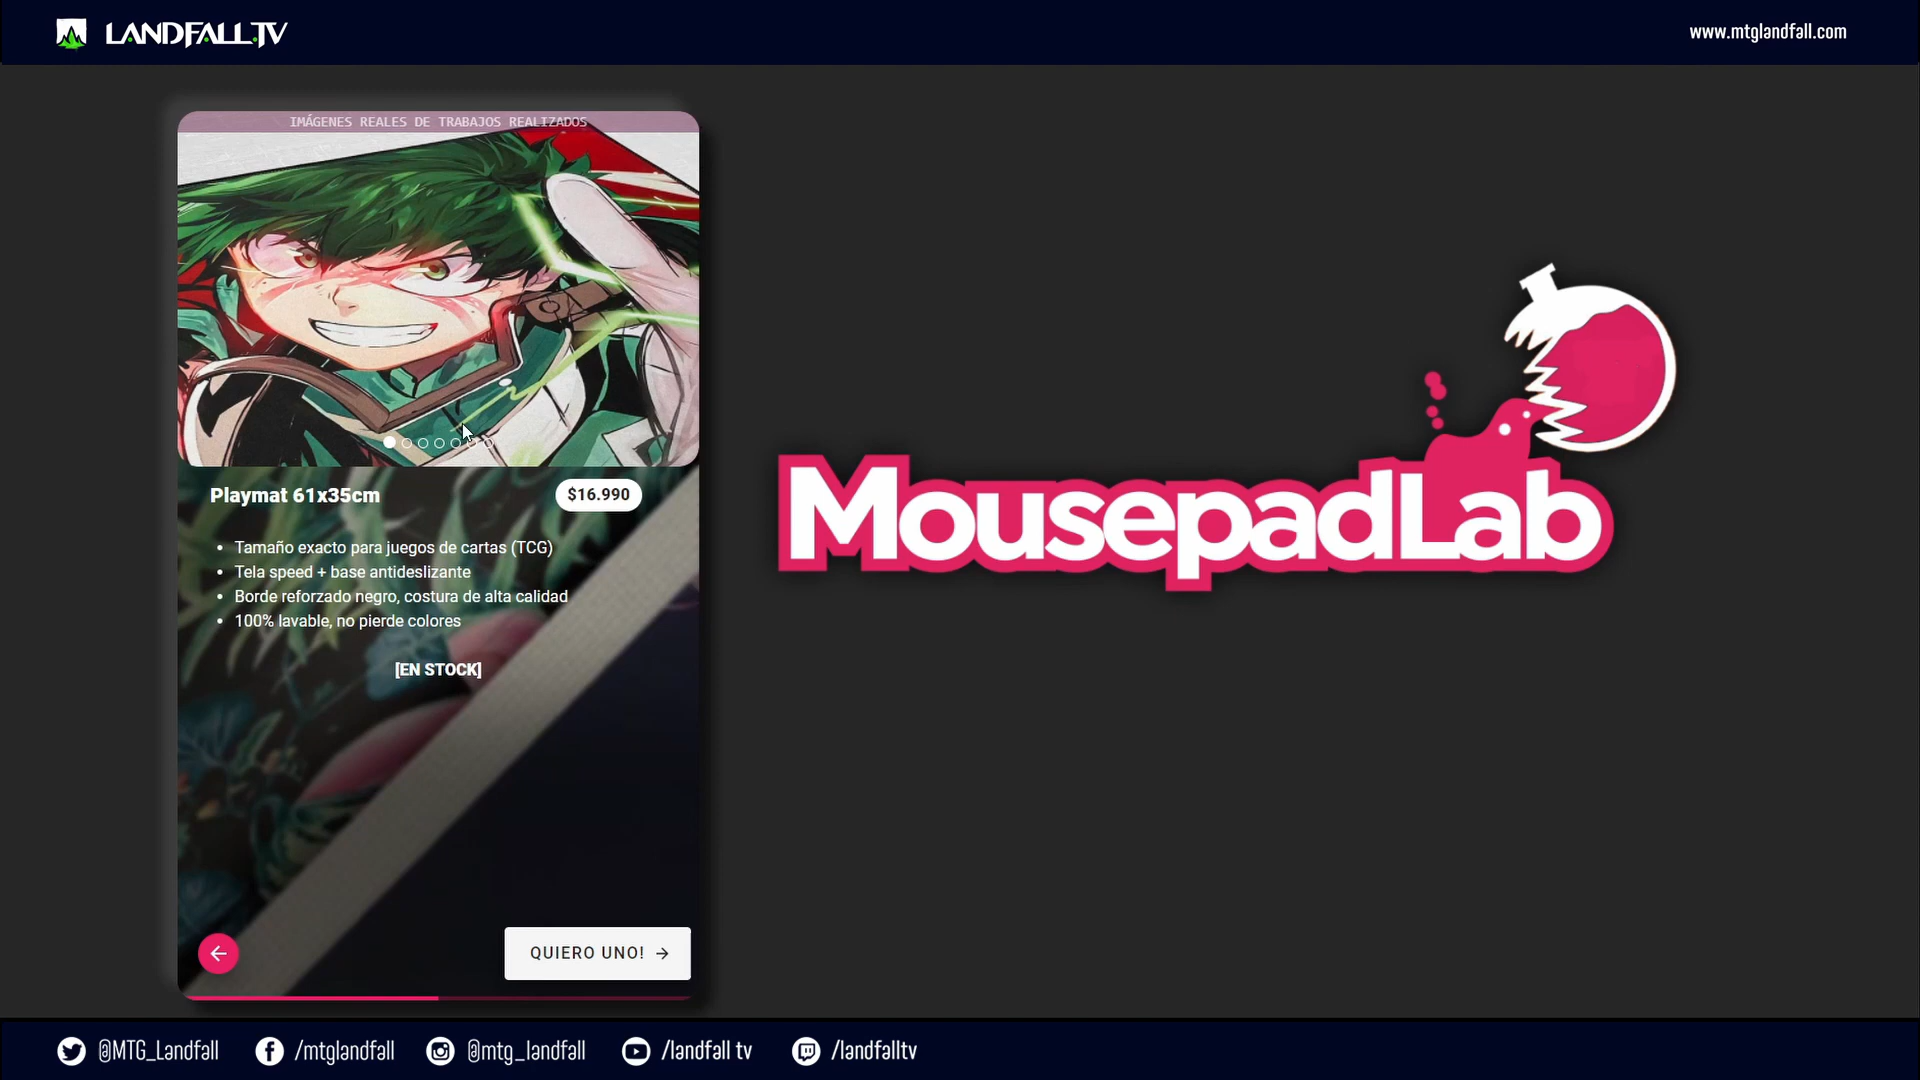 LANDFALL.TV
www.mtglandfall.com
IMÁGENES REALES DE TRABAJOS REALIZADOS
Playmat 61x35cm
$16.990
Tamaño exacto para juegos de cartas (TCG)
Tela speed + base antideslizante
Borde reforzado negro, costura de alta calidad
100% lavable, no pierde colores
[EN STOCK]
QUIERO UNO!
MousepadLab
@MTG_Landfall
/mtglandfall
@mtg_landfall
/landfall tv
/landfalltv